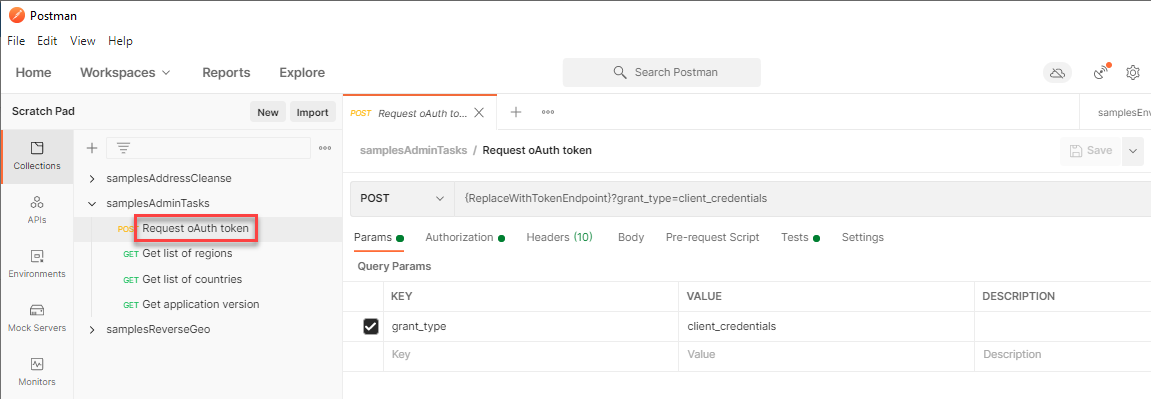 Postman
File Edit View Help
Home Workspaces Reports Explore Search Postman
Scratch Pad New Import
POST Request oAuth to... samplesEnv
Collections
APIs
Environments
Mock Servers
Monitors
samplesAddressCleanse
samplesAdminTasks
POS Request oAuth token
GET Get list of regions
GET Get list of countries
GET Get application version
samplesReverseGeo
samplesAdminTasks / Request oAuth token Save
POST {ReplaceWithTokenEndpoint}?grant_type=client_credentials
Params Authorization Headers (10) Body Pre-request Script Tests Settings
Query Params
KEY VALUE DESCRIPTION
grant_type client_credentials
Key Value Description